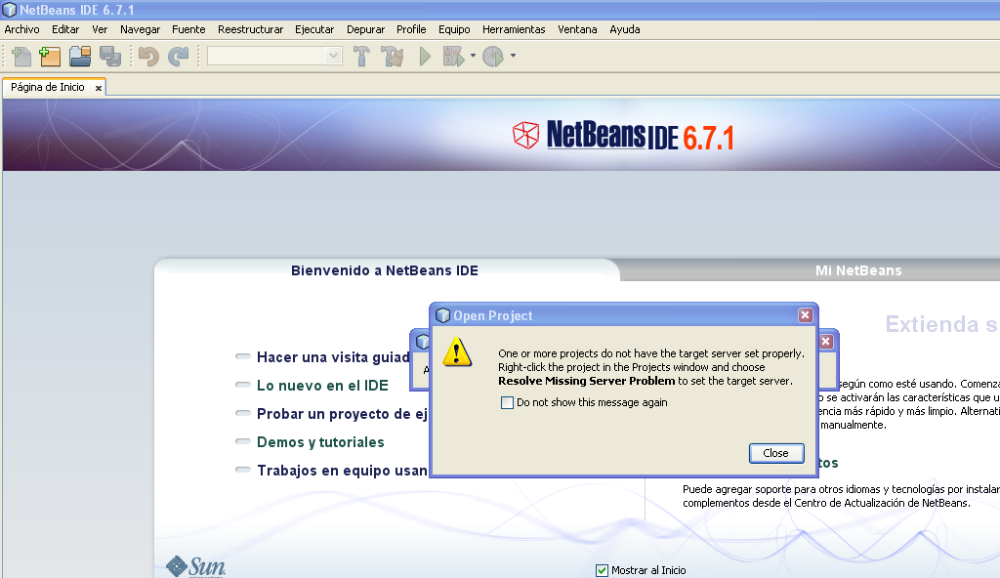 NetBeans IDE 6.7.1
Archivo Editar Ver Navegar Fuente Reestructurar Ejecutar Depurar Profile Equipo Herramientas Ventana Ayuda
Página de Inicio
NetBeans IDE 6.7.1
Bienvenido a NetBeans IDE
Mi NetBeans
Extienda s
Hacer una visita guiad
Lo nuevo en el IDE
Probar un proyecto de ej
Demos y tutoriales
Trabajos en equipo usan
Open Project
One or more projects do not have the target server set properly.
Right-click the project in the Projects window and choose
Resolve Missing Server Problem to set the target server.
Do not show this message again
Close
A
según como esté usando. Comenza
o se activarán las características que u
encia más rápido y más limpio. Alternati
manualmente.
tos
Puede agregar soporte para otros idiomas y tecnologías por instalar
complementos desde el Centro de Actualización de NetBeans.
Sun
microsystems
Mostrar al Inicio